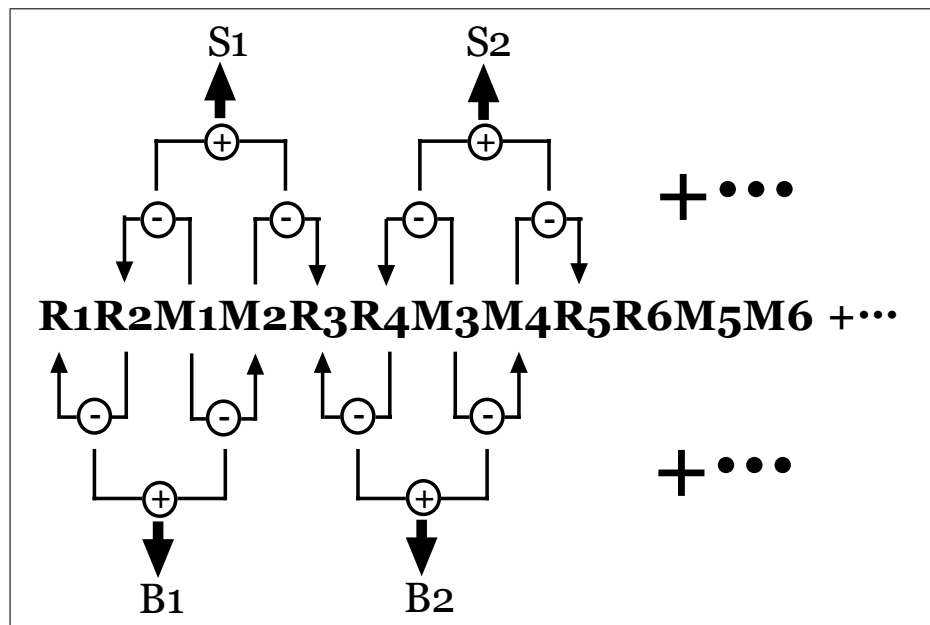 S1 S2
+ +
- - - - +•••
R1R2M1M2R3R4M3M4R5R6M5M6 +···
- - - -
+ + +•••
B1 B2